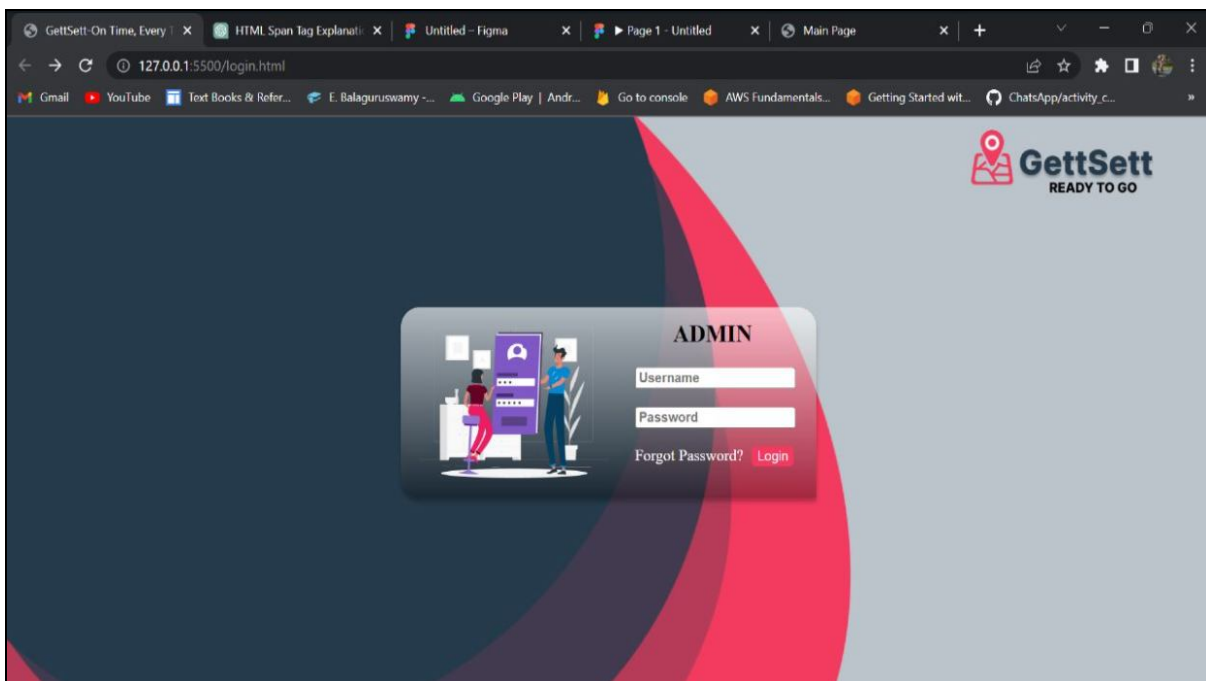 GettSett-On Time, Every T
HTML Span Tag Explanatic
Untitled – Figma
▶ Page 1 - Untitled
Main Page
127.0.0.1:5500/login.html
Gmail
YouTube
Text Books & Refer...
E. Balaguruswamy -...
Google Play | Andr...
Go to console
AWS Fundamentals...
Getting Started wit...
ChatsApp/activity_c...
»
GettSett
READY TO GO
ADMIN
Username
Password
Forgot Password? Login